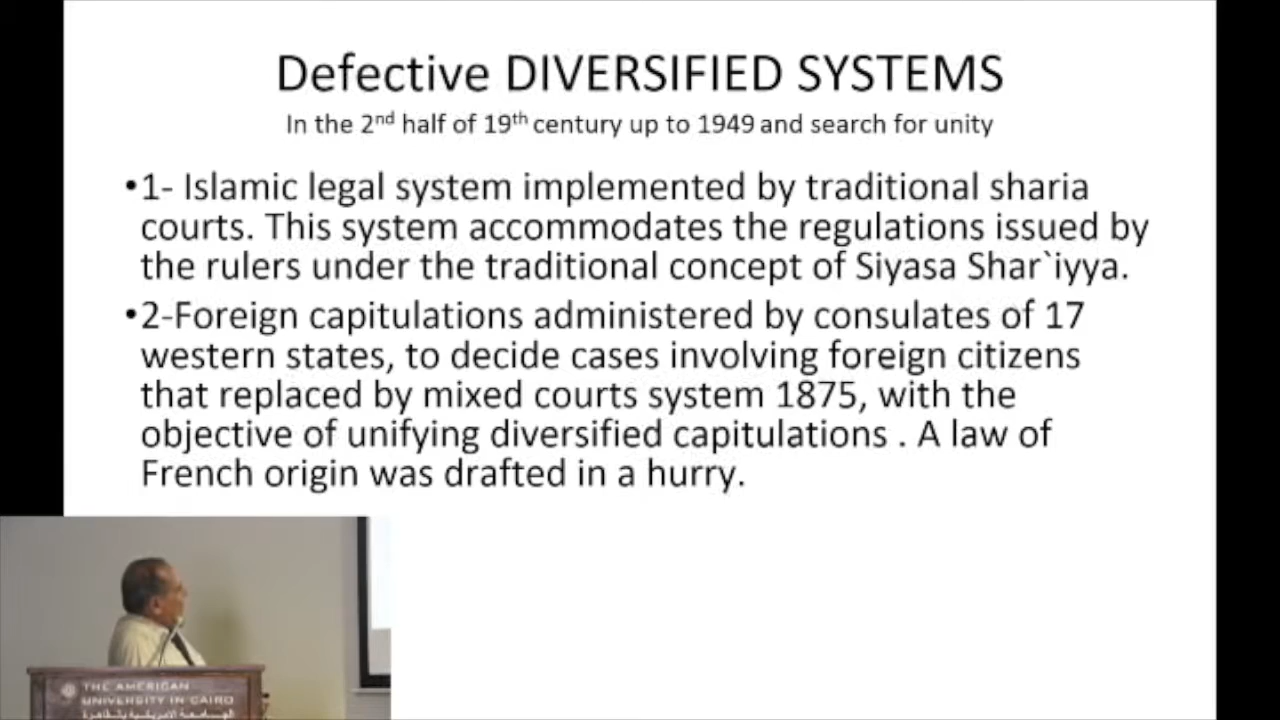 Defective DIVERSIFIED SYSTEMS
In the 2nd half of 19th century up to 1949 and search for unity
•1- Islamic legal system implemented by traditional sharia
courts. This system accommodates the regulations issued by
the rulers under the traditional concept of Siyasa Shar`iyya.
•2-Foreign capitulations administered by consulates of 17
western states, to decide cases involving foreign citizens
that replaced by mixed courts system 1875, with the
objective of unifying diversified capitulations . A law of
French origin was drafted in a hurry.
THE AMERICAN
UNIVERSITY IN CAIRO
الجامعة الأمريكية بالقاهرة